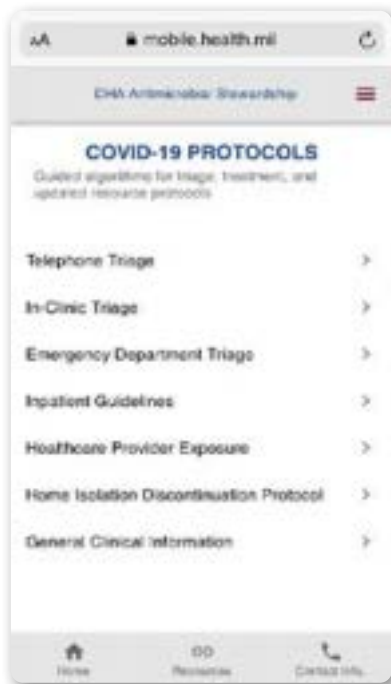 AA mobile.health.mil
DHA Antimicrobial Stewardship
COVID-19 PROTOCOLS
Guided algorithms for triage, treatment, and
updated resource protocols
Telephone Triage
In-Clinic Triage
Emergency Department Triage
Inpatient Guidelines
Healthcare Provider Exposure
Home Isolation Discontinuation Protocol
General Clinical Information
Home Resources Contact Info